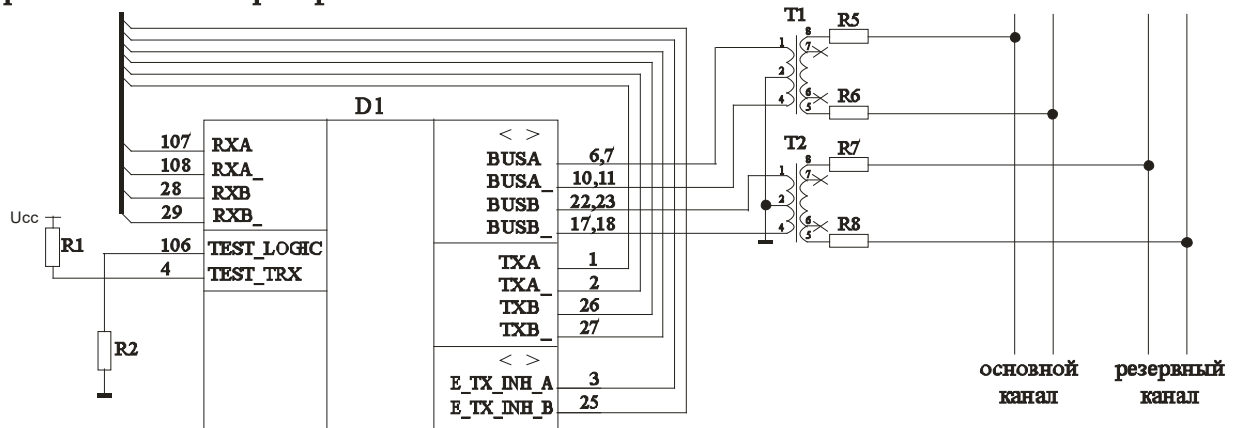 T1
R5
8
1
7
2
6
R6
4
5
D1
< >
T2
R7
107
RXA
BUSA
6,7
8
1
7
108
RXA_
BUSA_
10,11
28
RXB
BUSB
22,23
2
R8
29
RXB_
BUSB_
17,18
4
6
5
Ucc
R1
106
TEST_LOGIC
4
TEST_TRX
TXA
1
TXA_
2
TXB
26
TXB_
27
R2
< >
E_TX_INH_A
3
E_TX_INH_B
25
основной
канал
резервный
канал